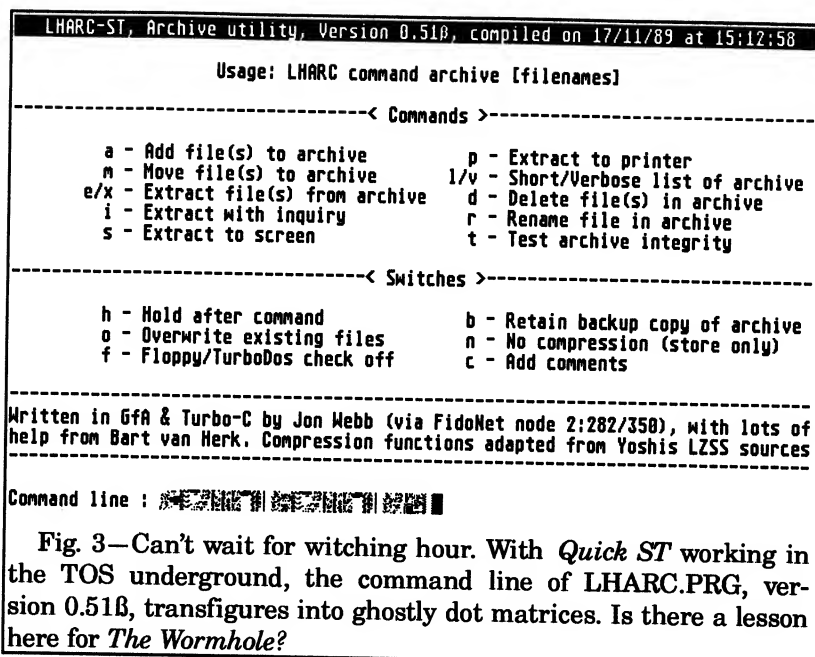 LHARC-ST, Archive utility, Version 0.51β, compiled on 17/11/89 at 15:12:58
Usage: LHARC command archive [filenames]
---------------------------------< Commands >------------------------------
a - Add file(s) to archive
m - Move file(s) to archive
e/x - Extract file(s) from archive
i - Extract with inquiry
s - Extract to screen
p - Extract to printer
l/v - Short/Verbose list of archive
d - Delete file(s) in archive
r - Rename file in archive
t - Test archive integrity
---------------------------------< Switches >------------------------------
h - Hold after command
o - Overwrite existing files
f - Floppy/TurboDos check off
b - Retain backup copy of archive
n - No compression (store only)
c - Add comments
Written in GfA & Turbo-C by Jon Webb (via FidoNet node 2:282/350), with lots of
help from Bart van Herk. Compression functions adapted from Yoshis LZSS sources
Command line :
Fig. 3—Can't wait for witching hour. With Quick ST working in
the TOS underground, the command line of LHARC.PRG, ver-
sion 0.51β, transfigures into ghostly dot matrices. Is there a lesson
here for The Wormhole?